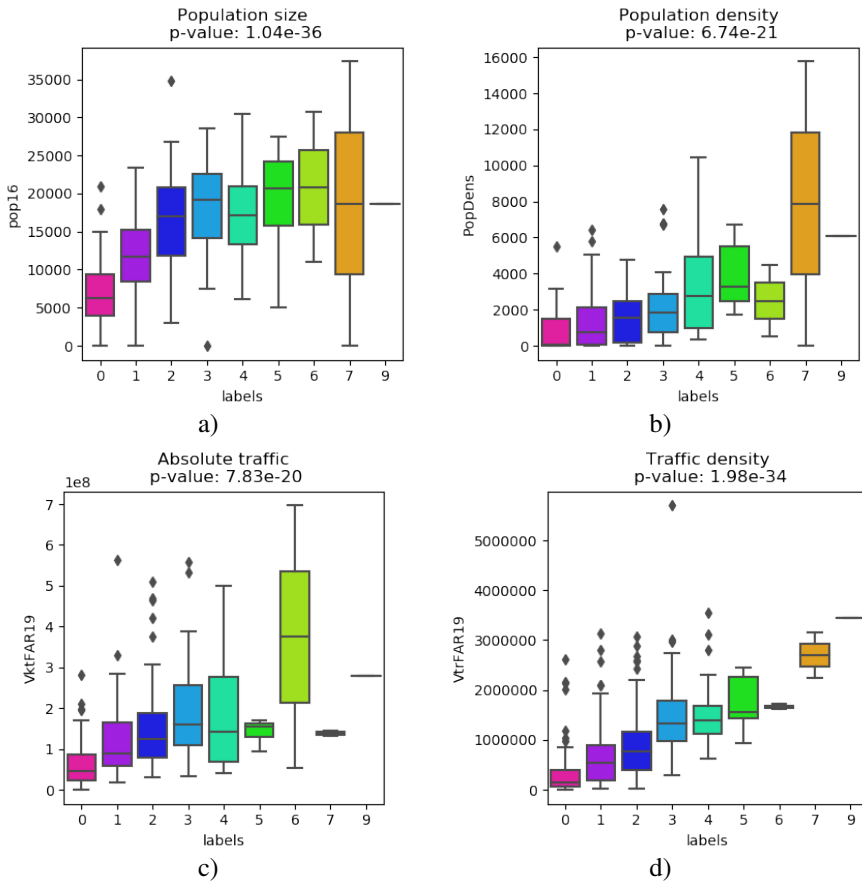 Population size
p-value: 1.04e-36
pop16
35000
30000
25000
20000
15000
10000
5000
0
0 1 2 3 4 5 6 7 9
labels
a)
Population density
p-value: 6.74e-21
PopDens
16000
14000
12000
10000
8000
6000
4000
2000
0
0 1 2 3 4 5 6 7 9
labels
b)
Absolute traffic
p-value: 7.83e-20
1e8
VktFAR19
7
6
5
4
3
2
1
0
0 1 2 3 4 5 6 7 9
labels
c)
Traffic density
p-value: 1.98e-34
VtrFAR19
5000000
4000000
3000000
2000000
1000000
0
0 1 2 3 4 5 6 7 9
labels
d)